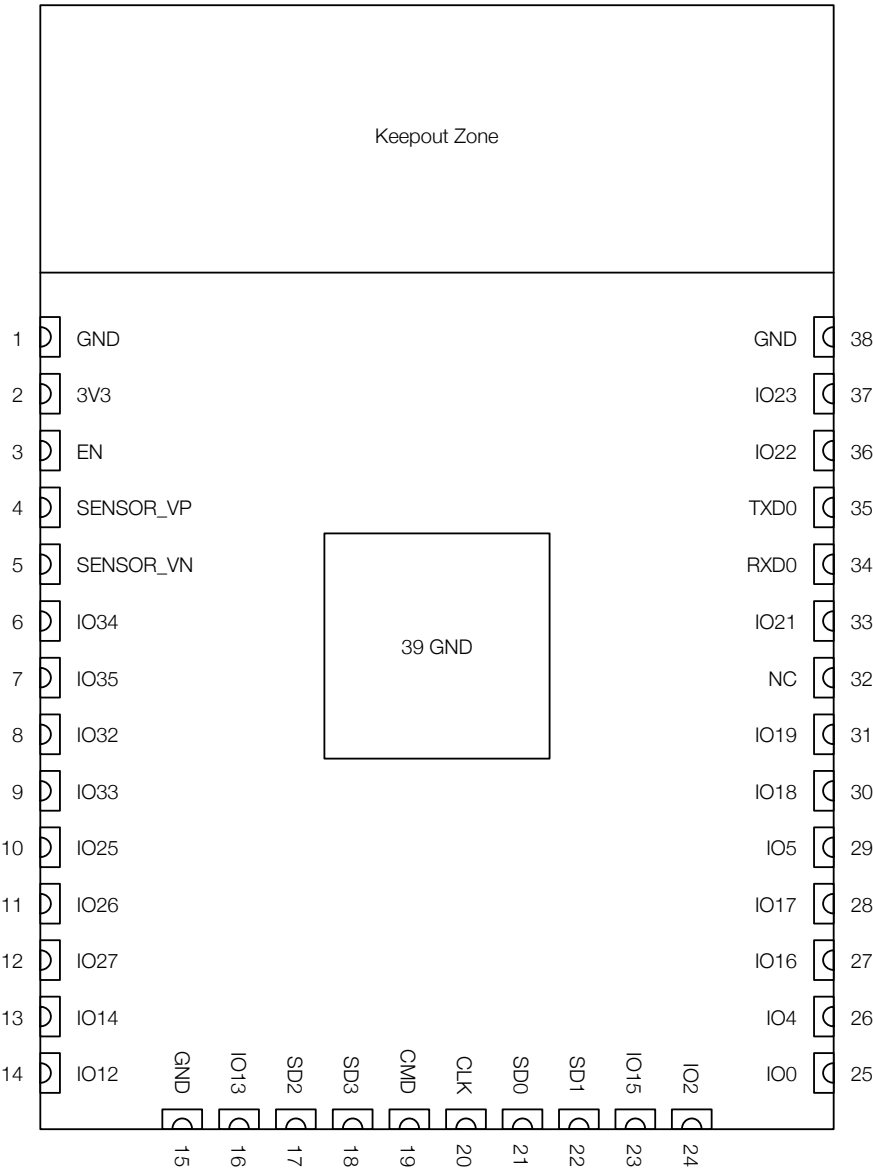 Keepout Zone
1 GND
2 3V3
3 EN
4 SENSOR_VP
5 SENSOR_VN
6 IO34
7 IO35
8 IO32
9 IO33
10 IO25
11 IO26
12 IO27
13 IO14
14 IO12
39 GND
GND 38
IO23 37
IO22 36
TXD0 35
RXD0 34
IO21 33
NC 32
IO19 31
IO18 30
IO5 29
IO17 28
IO16 27
IO4 26
IO0 25
GND 15
IO13 16
SD2 17
SD3 18
CMD 19
CLK 20
SD0 21
SD1 22
IO15 23
IO2 24